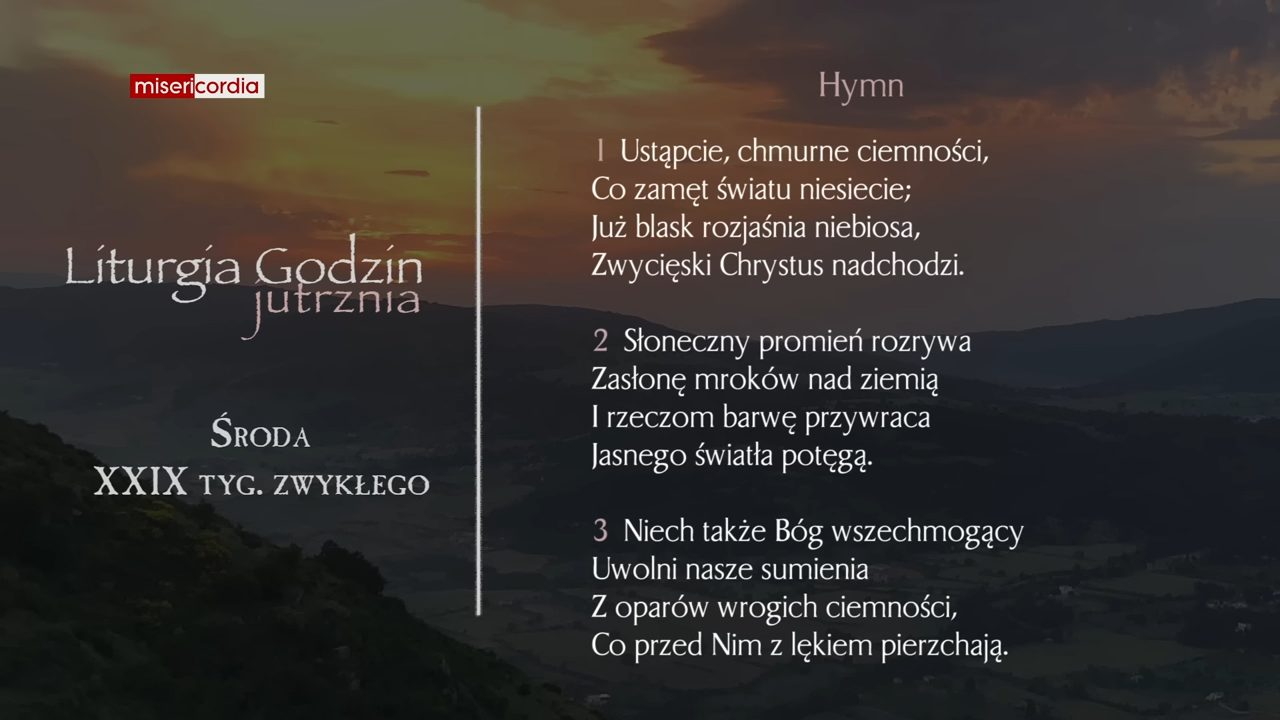 misericordia
Liturgia Godzin
jutrznia
Środa
XXIX tyg. zwykłego
Hymn
1 Ustąpcie, chmurne ciemności,
Co zamęt światu niesiecie;
Już blask rozjaśnia niebiosa,
Zwycięski Chrystus nadchodzi.
2 Słoneczny promień rozrywa
Zasłonę mroków nad ziemią
I rzeczom barwę przywraca
Jasnego światła potęgą.
3 Niech także Bóg wszechmogący
Uwolni nasze sumienia
Z oparów wrogich ciemności,
Co przed Nim z lękiem pierzchają.